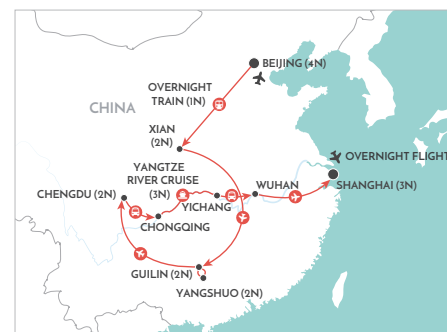 BEIJING (4N)
OVERNIGHT
TRAIN (1N)
CHINA
XIAN
(2N)
OVERNIGHT FLIGHT
YANGTZE
RIVER CRUISE
(3N)
SHANGHAI (3N)
WUHAN
CHENGDU (2N)
YICHANG
CHONGQING
GUILIN (2N)
YANGSHUO (2N)